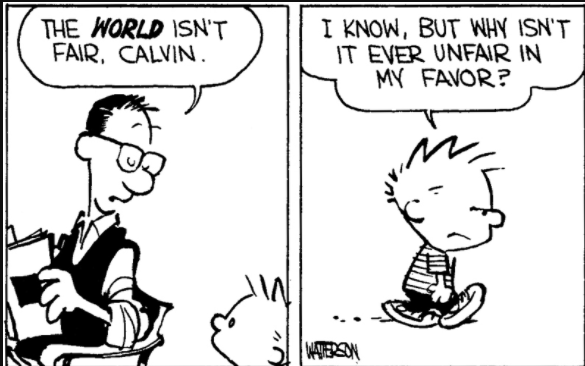 THE WORLD ISN'T
FAIR, CALVIN.
I KNOW, BUT WHY ISN'T
IT EVER UNFAIR IN
MY FAVOR?
WATTERSON